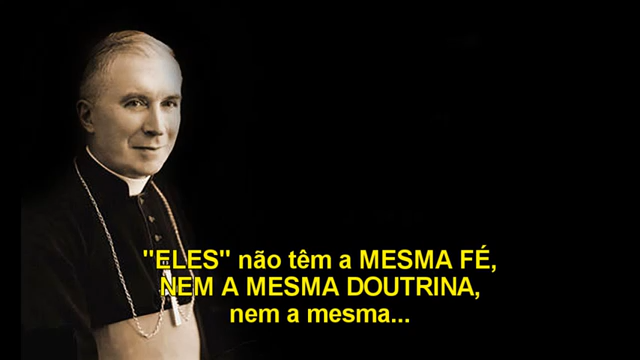 "ELES" não têm a MESMA FÉ,
NEM A MESMA DOUTRINA,
nem a mesma...